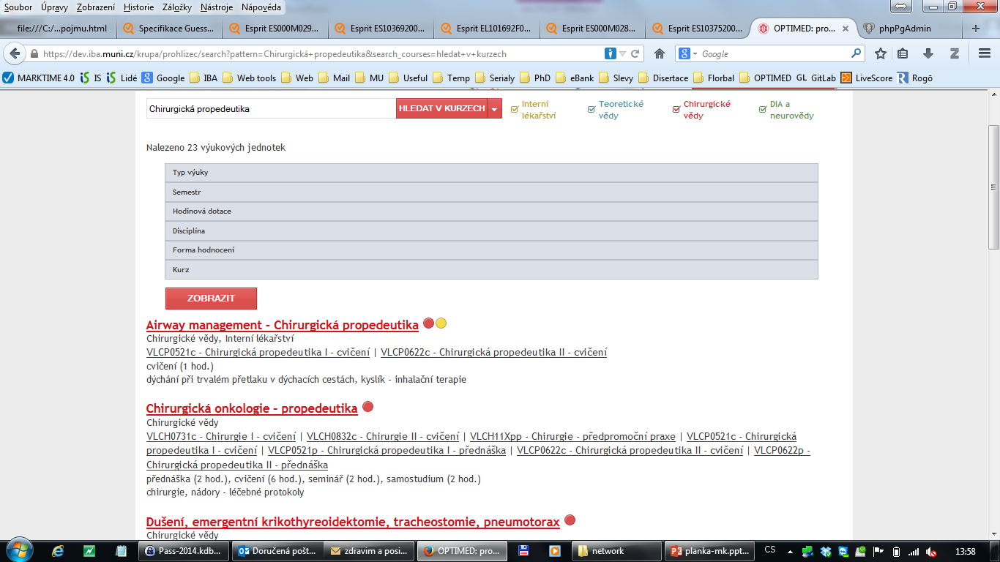 Soubor Úpravy Zobrazení Historie Záložky Nástroje Nápověda
file:///C:/...pojmu.html Specifikace Guess... Esprit ES000M029... Esprit ES10369200... Esprit EL101692F0... Esprit ES000M028... Esprit ES10375200... OPTIMED: pro... phpPgAdmin
https://dev.iba.muni.cz/krupa/prohlizec/search?pattern=Chirurgická+propedeutika&search_courses=hledat+v+kurzech Google
MARKTIME 4.0 IS Lidé Google IBA Web tools Web Mail MU Useful Temp Serialy PhD eBank Slevy Disertace Florbal OPTIMED GL GitLab LiveScore Rogō
Chirurgická propedeutika HLEDAT V KURZECH
Interní lékařství
Teoretické vědy
Chirurgické vědy
DIA a neurovědy
Nalezeno 23 výukových jednotek
Typ výuky
Semestr
Hodinová dotace
Disciplína
Forma hodnocení
Kurz
ZOBRAZIT
Airway management - Chirurgická propedeutika
Chirurgické vědy, Interní lékařství
VLCP0521c - Chirurgická propedeutika I - cvičení | VLCP0622c - Chirurgická propedeutika II - cvičení
cvičení (1 hod.)
dýchání při trvalém přetlaku v dýchacích cestách, kyslík - inhalační terapie
Chirurgická onkologie - propedeutika
Chirurgické vědy
VLCH0731c - Chirurgie I - cvičení | VLCH0832c - Chirurgie II - cvičení | VLCH11Xpp - Chirurgie - předpromoční praxe | VLCP0521c - Chirurgická
propedeutika I - cvičení | VLCP0521p - Chirurgická propedeutika I - přednáška | VLCP0622c - Chirurgická propedeutika II - cvičení | VLCP0622p -
Chirurgická propedeutika II - přednáška
přednáška (2 hod.), cvičení (6 hod.), seminář (2 hod.), samostudium (2 hod.)
chirurgie, nádory - léčebné protokoly
Dušení, emergentní krikothyreoidektomie, tracheostomie, pneumotorax
Chirurgické vědy
Pass-2014.kdb... Doručená pošt... zdravim a posi... OPTIMED: pro... network planka-mk.ppt... CS 13:58